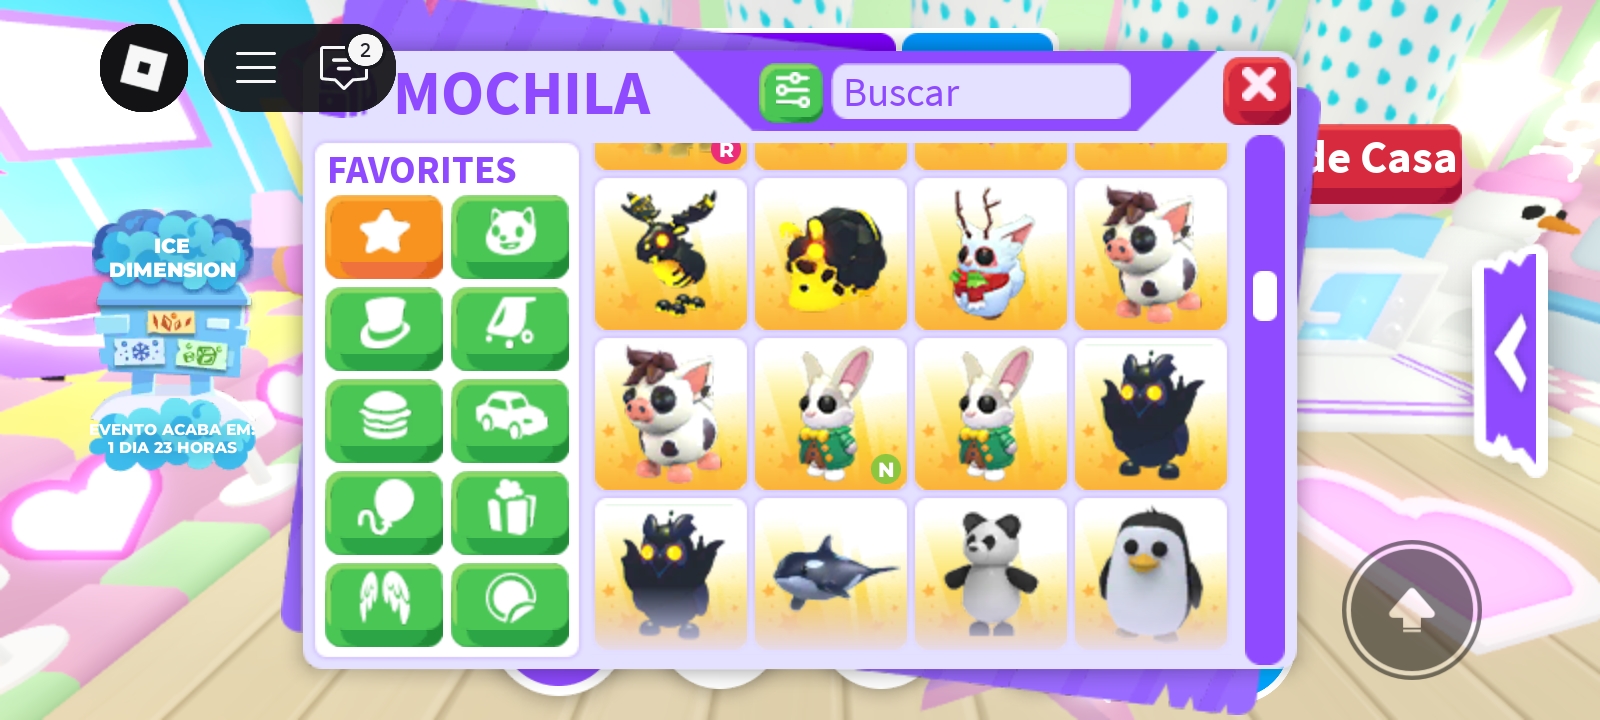 2
MOCHILA
Buscar
FAVORITES
R
de Casa
ICE
DIMENSION
EVENTO ACABA EM:
1 DIA 23 HORAS
N